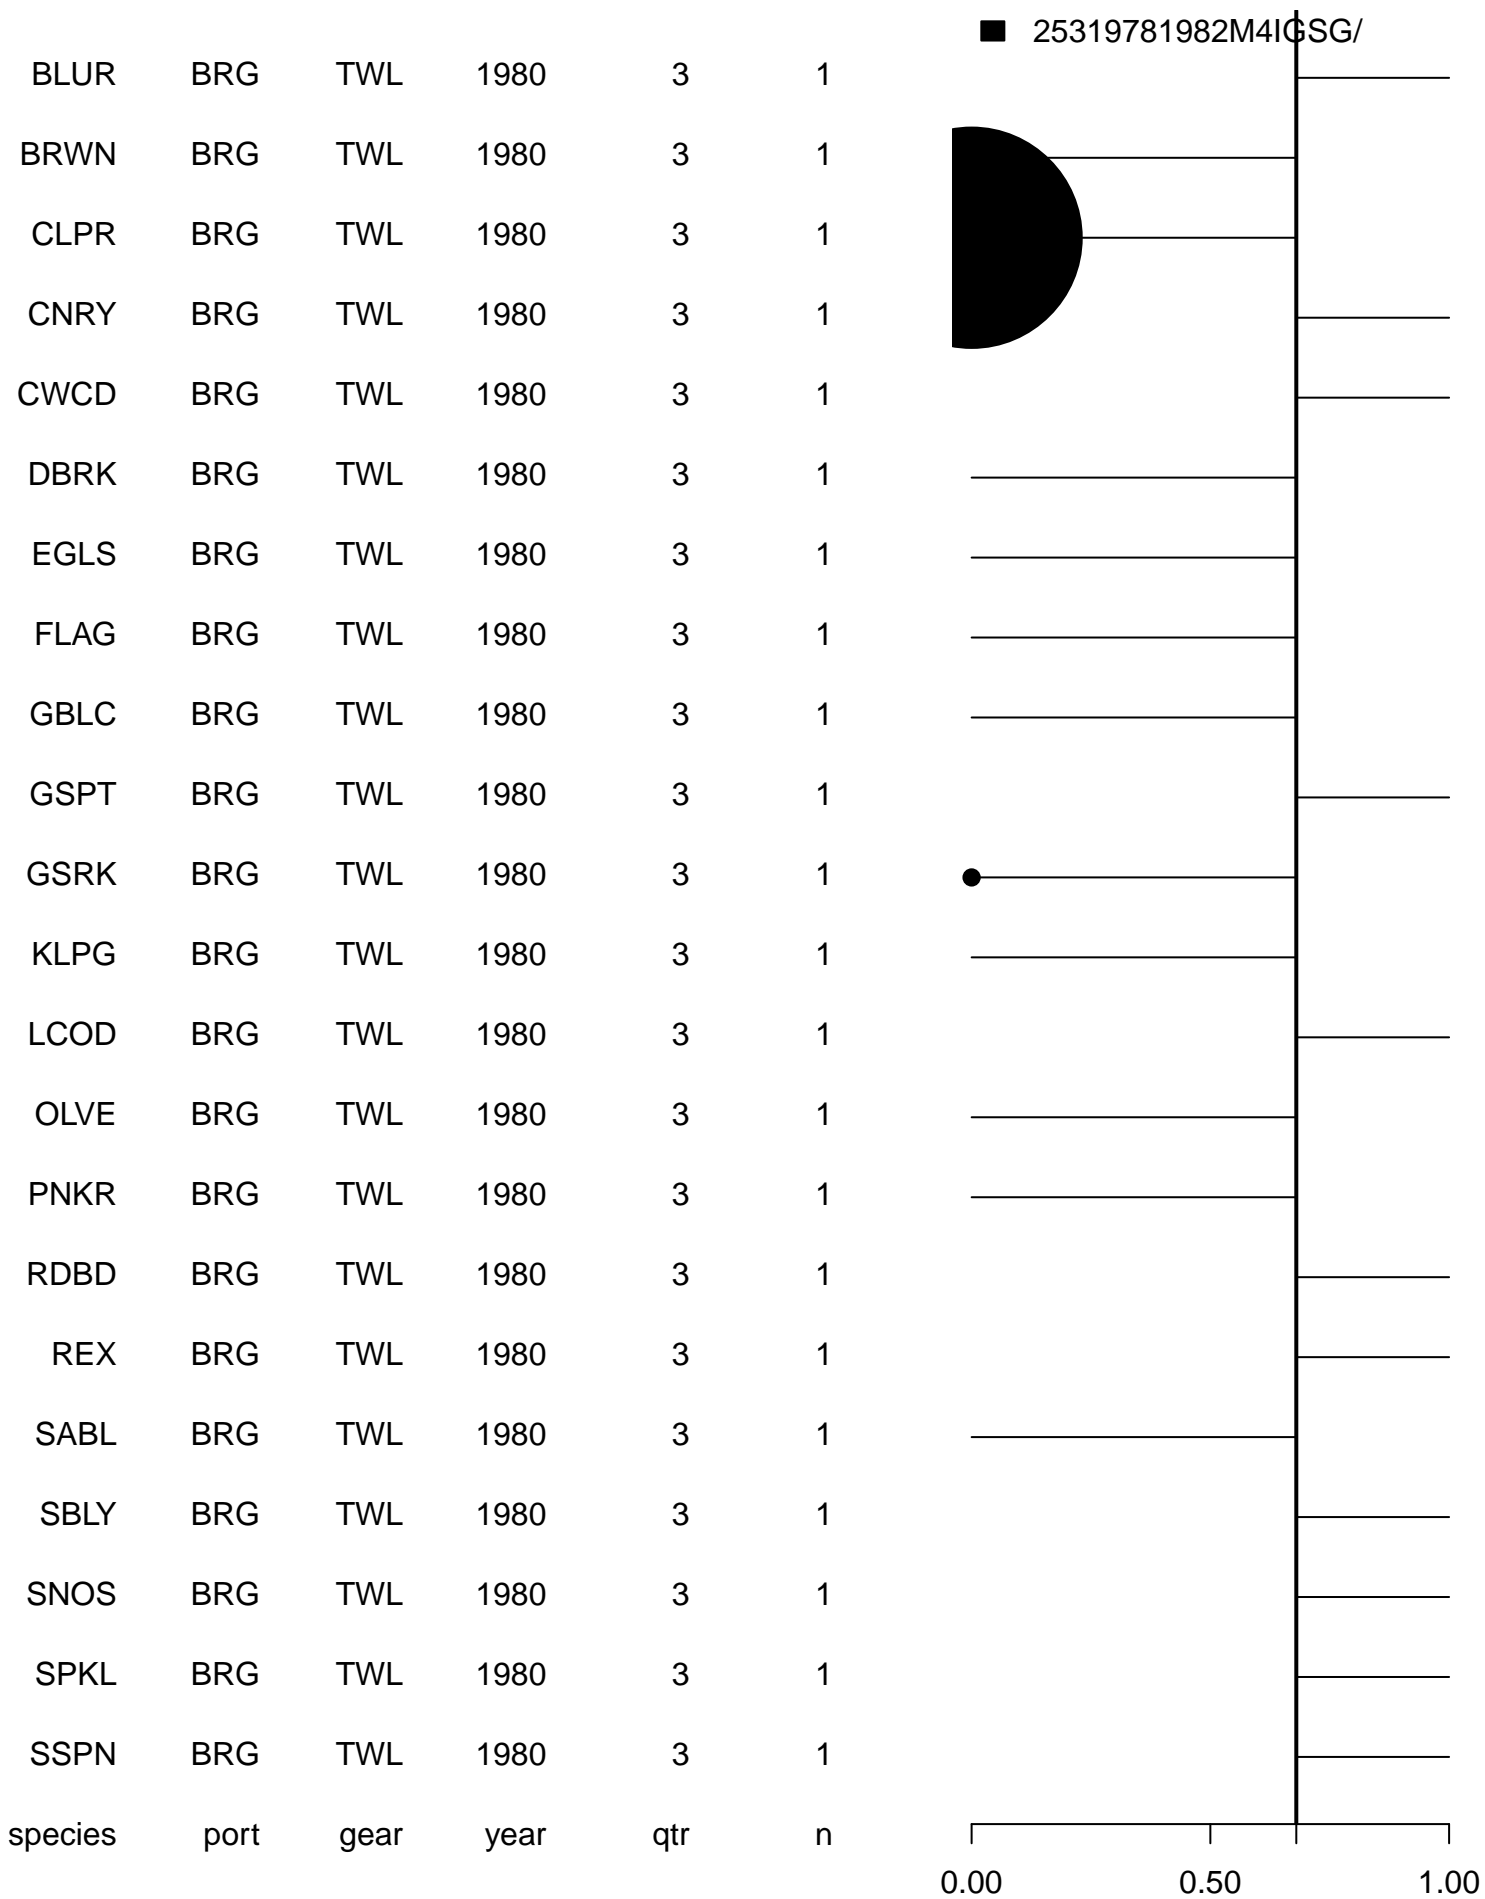 25319781982M4IGSG/
BLUR BRG TWL 1980 3 1
BRWN BRG TWL 1980 3 1
CLPR BRG TWL 1980 3 1
CNRY BRG TWL 1980 3 1
CWCD BRG TWL 1980 3 1
DBRK BRG TWL 1980 3 1
EGLS BRG TWL 1980 3 1
FLAG BRG TWL 1980 3 1
GBLC BRG TWL 1980 3 1
GSPT BRG TWL 1980 3 1
GSRK BRG TWL 1980 3 1
KLPG BRG TWL 1980 3 1
LCOD BRG TWL 1980 3 1
OLVE BRG TWL 1980 3 1
PNKR BRG TWL 1980 3 1
RDBD BRG TWL 1980 3 1
REX BRG TWL 1980 3 1
SABL BRG TWL 1980 3 1
SBLY BRG TWL 1980 3 1
SNOS BRG TWL 1980 3 1
SPKL BRG TWL 1980 3 1
SSPN BRG TWL 1980 3 1
species port gear year qtr n
0.00 0.50 1.00